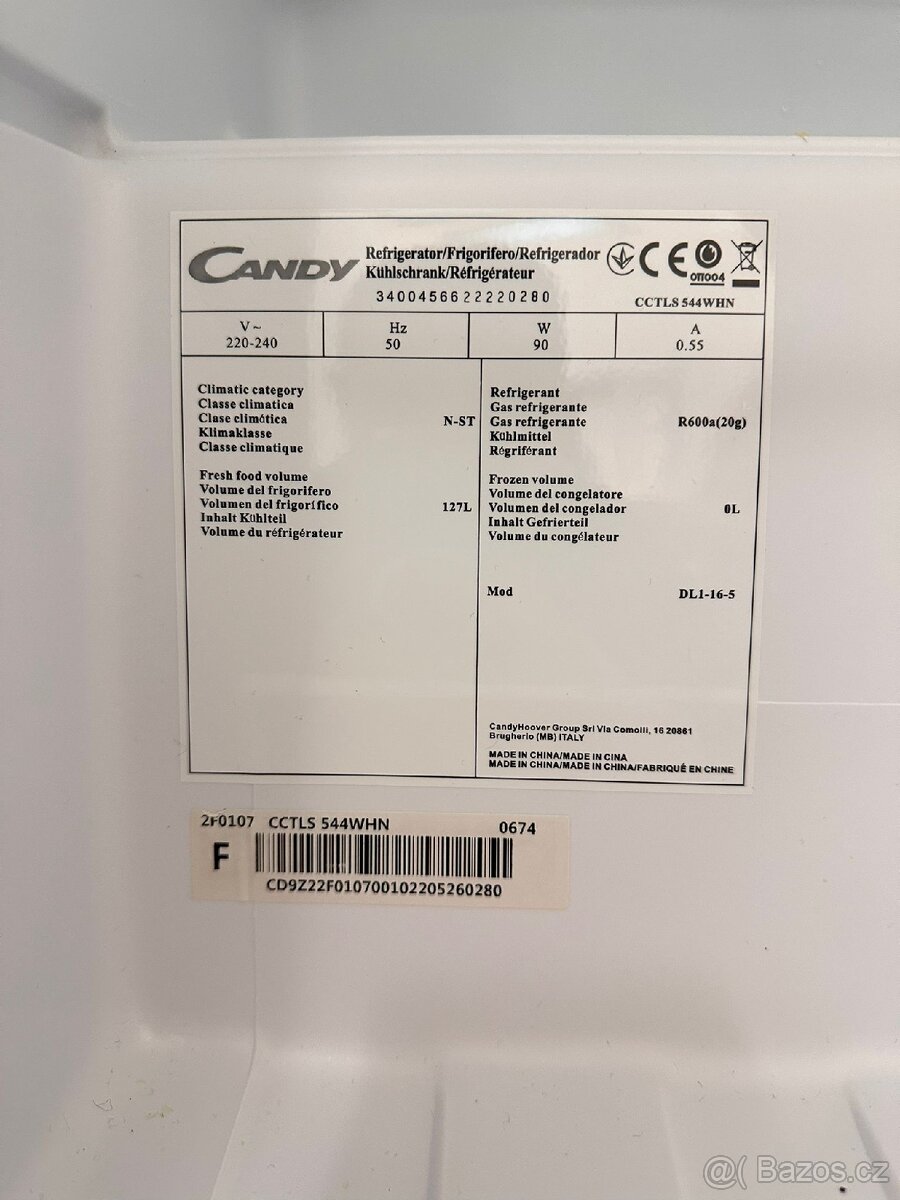 CANDY
Refrigerator/Frigorifero/Refrigerador
Kühlschrank/Réfrigérateur
3400456622220280
ОП004
CCTLS 544WHN
V~
220-240
Hz
50
W
90
A
0.55
Climatic category
Classe climatica
Clase climática
Klimaklasse
Classe climatique
N-ST
Refrigerant
Gas refrigerante
Gas refrigerante
Kühlmittel
Régriférant
R600a(20g)
Fresh food volume
Volume del frigorifero
Volumen del frigorífico
Inhalt Kühlteil
Volume du réfrigérateur
127L
Frozen volume
Volume del congelatore
Volumen del congelador
Inhalt Gefrierteil
Volume du congélateur
0L
Mod DL1-16-5
CandyHoover Group Srl Via Comolli, 16 20861
Brugherio (MB) ITALY
MADE IN CHINA/MADE IN CINA
MADE IN CHINA/MADE IN CHINA/FABRIQUÉ EN CHINE
2F0107 CCTLS 544WHN 0674
F
CD9Z22F010700102205260280
@( Bazos.cz